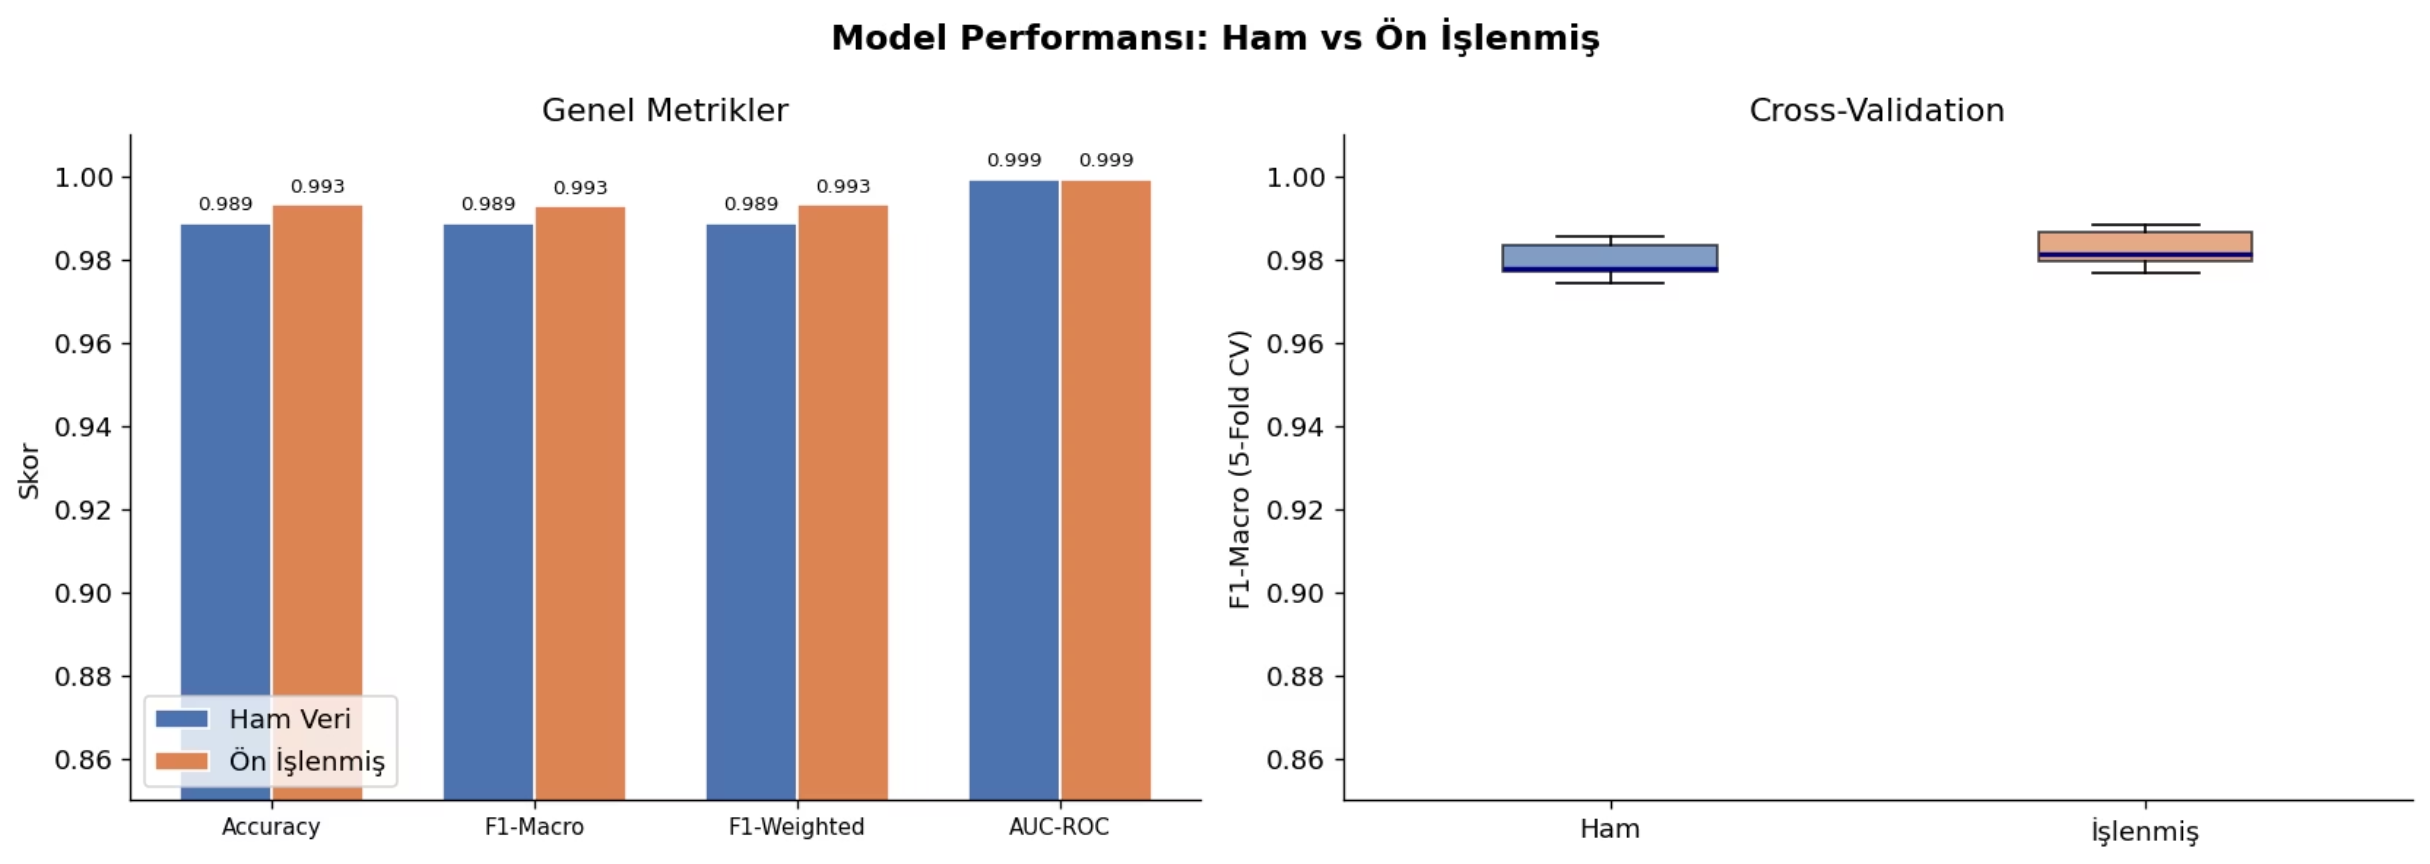 Model Performansı: Ham vs Ön İşlenmiş
Genel Metrikler
Skor
1.00
0.98
0.96
0.94
0.92
0.90
0.88
0.86
0.989
0.993
0.989
0.993
0.989
0.993
0.999
0.999
Ham Veri
Ön İşlenmiş
Accuracy
F1-Macro
F1-Weighted
AUC-ROC
Cross-Validation
F1-Macro (5-Fold CV)
1.00
0.98
0.96
0.94
0.92
0.90
0.88
0.86
Ham
İşlenmiş